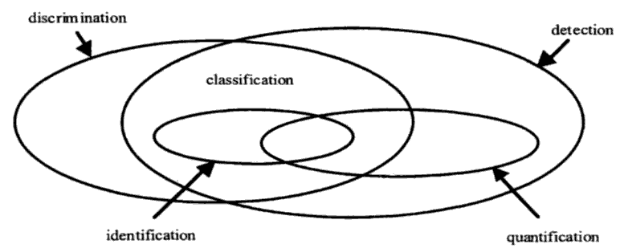 discrimination
detection
classification
identification
quantification